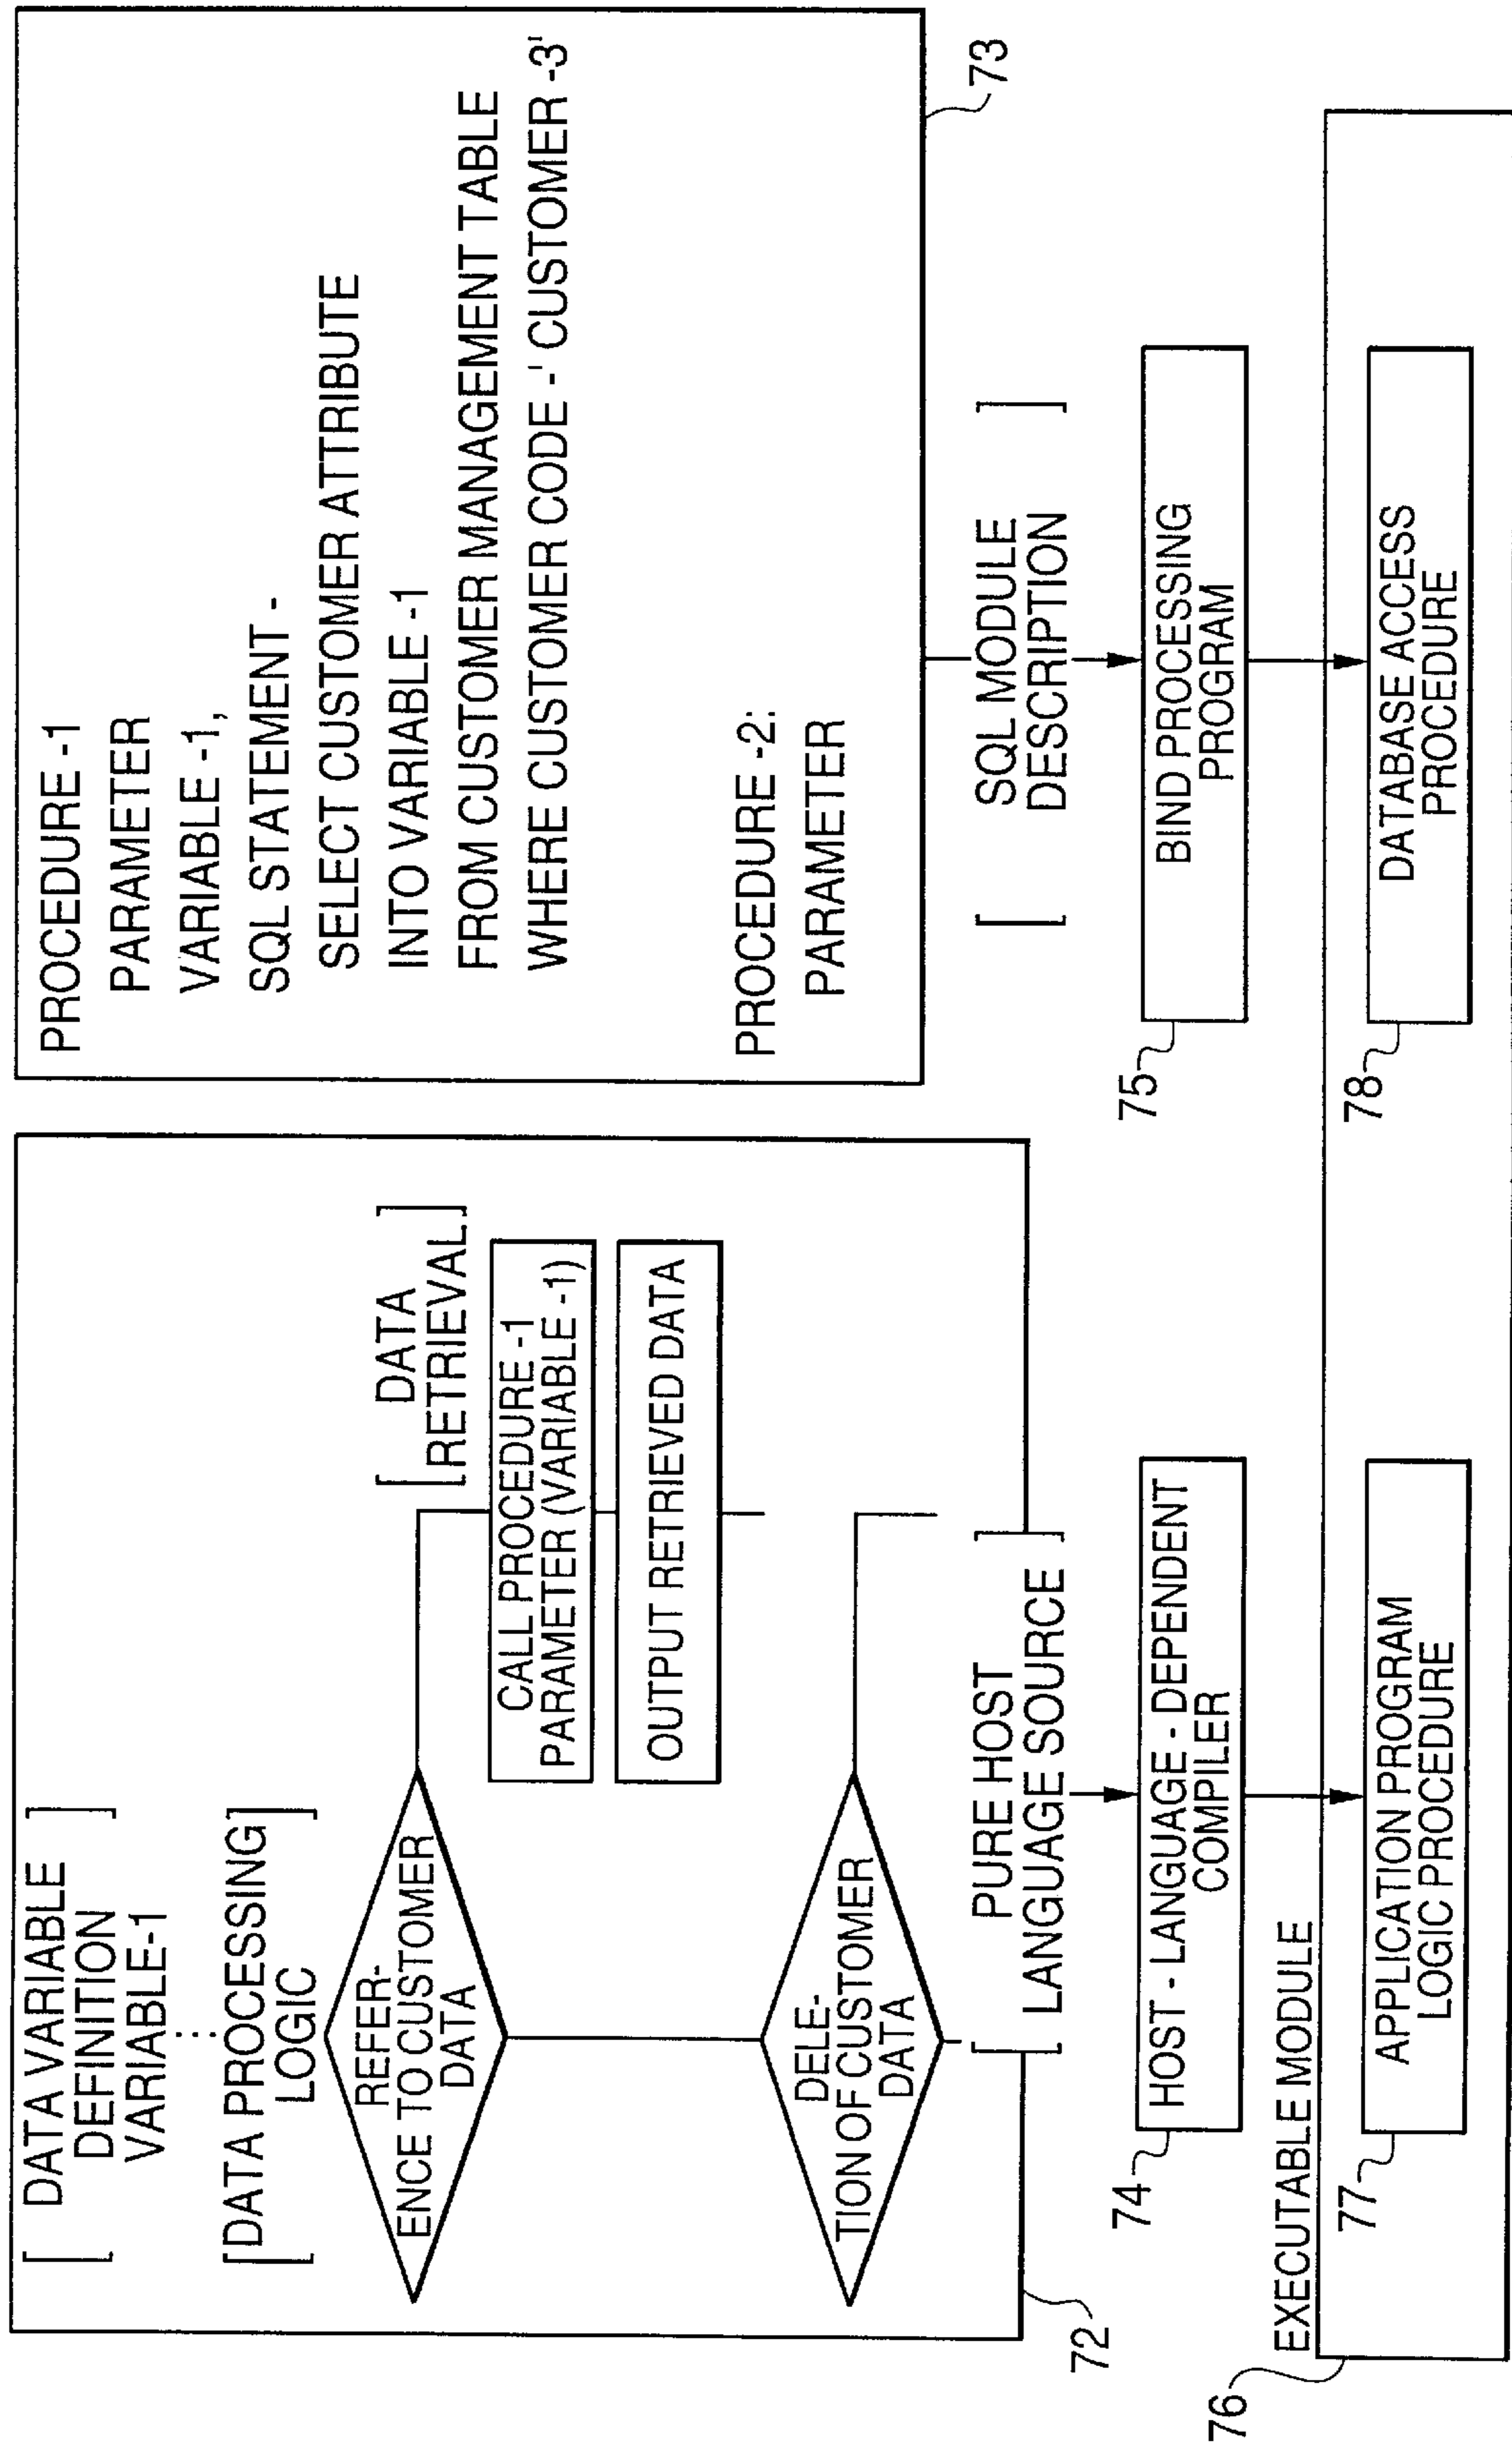 [ DATA VARIABLE ]
DEFINITION
VARIABLE-1
[DATA PROCESSING]
LOGIC
REFER-
ENCE TO CUSTOMER
DATA
[ DATA ]
[RETRIEVAL]
CALL PROCEDURE -1
PARAMETER (VARIABLE -1)
OUTPUT RETRIEVED DATA
DELE-
TION OF CUSTOMER
DATA
[ PURE HOST ]
LANGUAGE SOURCE
72
PROCEDURE -1
PARAMETER
VARIABLE -1,
SQL STATEMENT -
SELECT CUSTOMER ATTRIBUTE
INTO VARIABLE -1
FROM CUSTOMER MANAGEMENT TABLE
WHERE CUSTOMER CODE -' CUSTOMER -3'
PROCEDURE -2:
PARAMETER
73
[ SQL MODULE ]
DESCRIPTION
74
HOST - LANGUAGE - DEPENDENT
COMPILER
75
BIND PROCESSING
PROGRAM
76
EXECUTABLE MODULE
77
APPLICATION PROGRAM
LOGIC PROCEDURE
78
DATABASE ACCESS
PROCEDURE